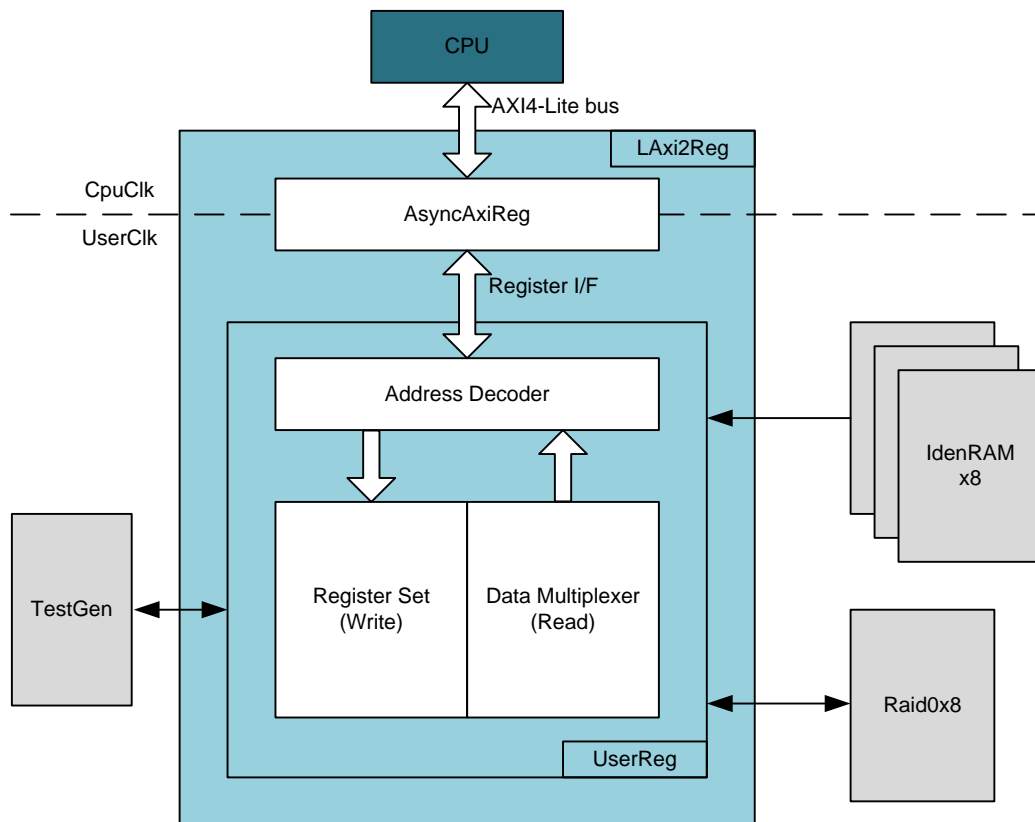 CPU
AXI4-Lite bus
LAxi2Reg
CpuClk
AsyncAxiReg
UserClk
Register I/F
Address Decoder
IdenRAM
x8
Register Set
(Write)
Data Multiplexer
(Read)
TestGen
Raid0x8
UserReg